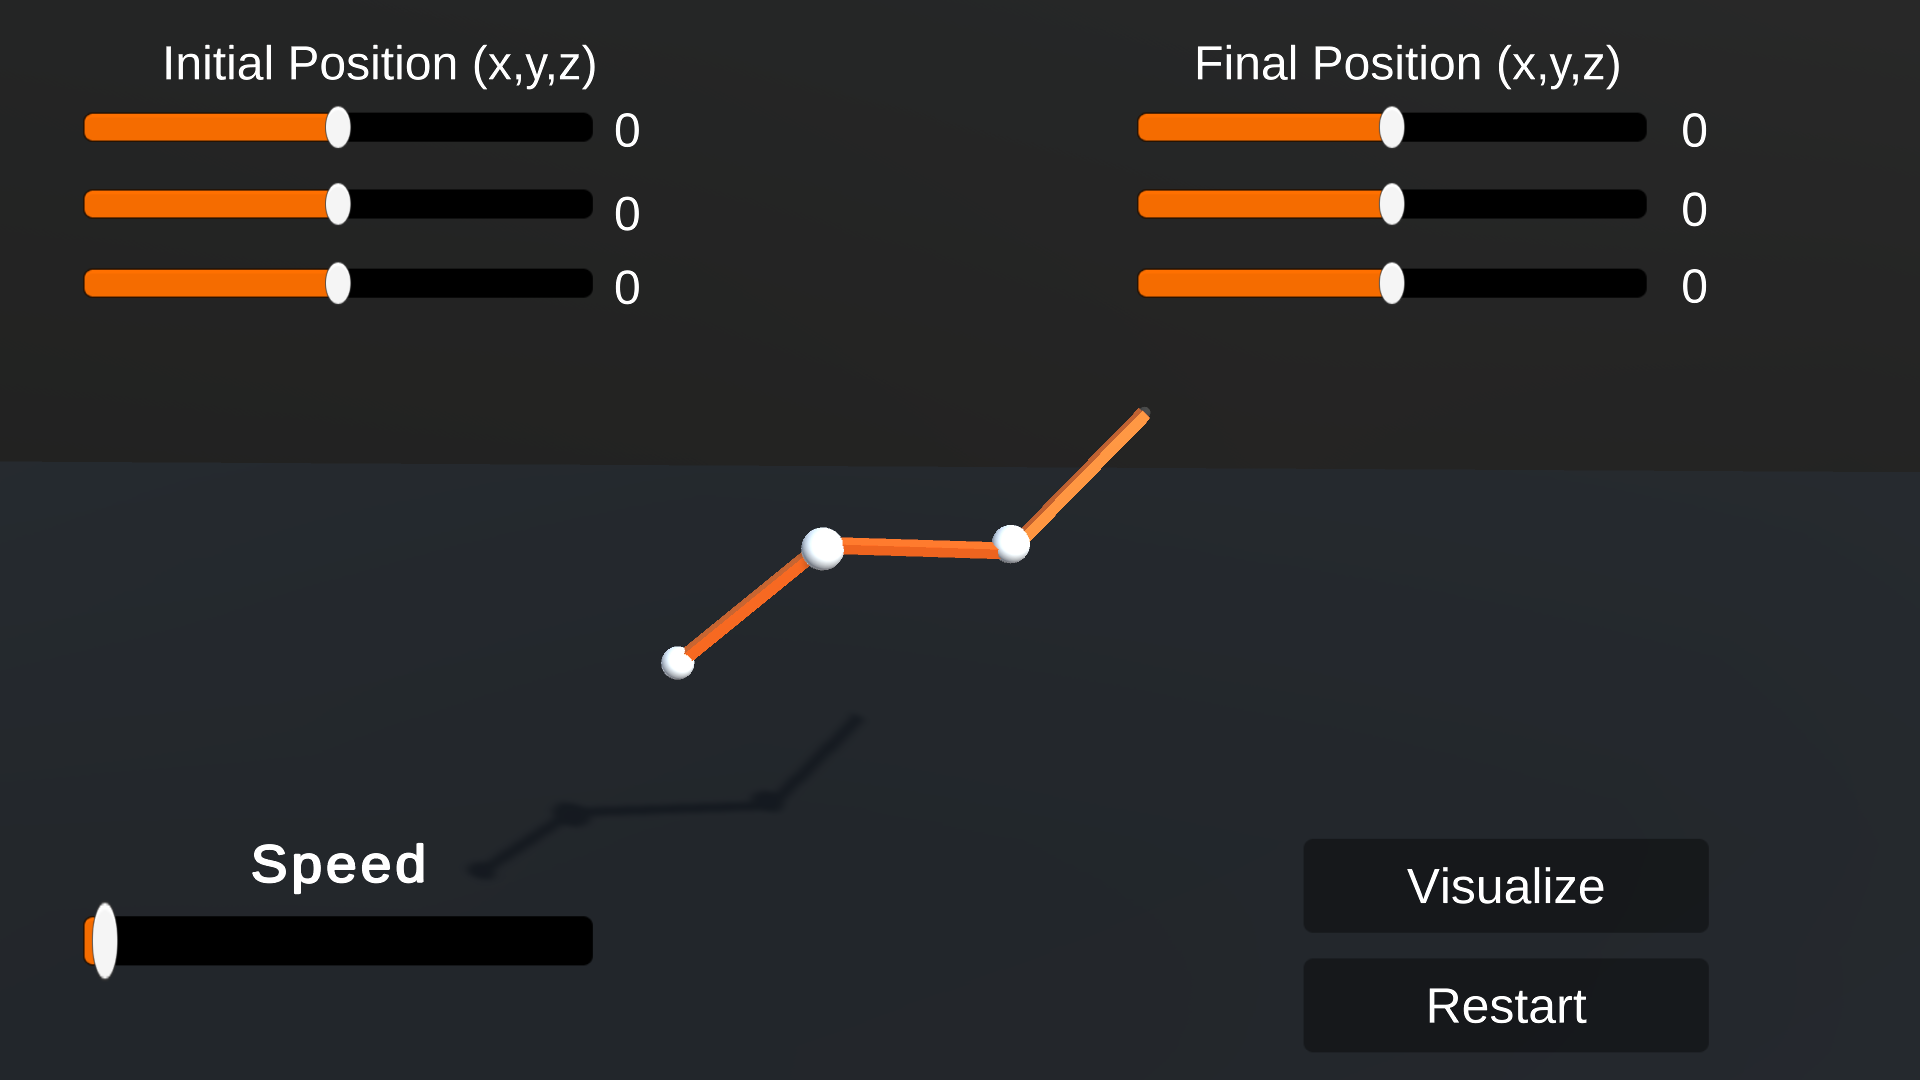 Initial Position (x,y,z)
0
0
0
Final Position (x,y,z)
0
0
0
Speed
Visualize
Restart